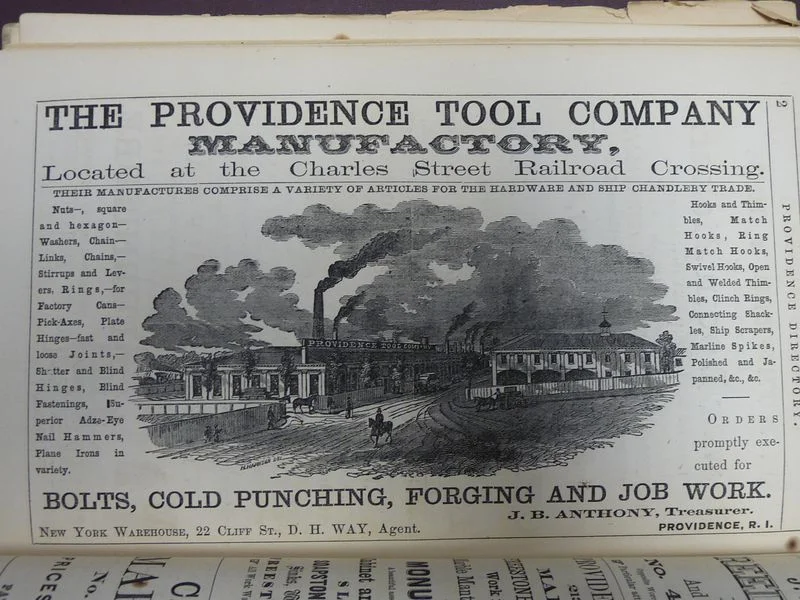 THE PROVIDENCE TOOL COMPANY
MANUFACTORY,
Located at the Charles Street Railroad Crossing.
THEIR MANUFACTURES COMPRISE A VARIETY OF ARTICLES FOR THE HARDWARE AND SHIP CHANDLERY TRADE.
Nuts—, square
and hexagon—
Washers, Chain—
Links, Chains,—
Stirrups and Lev-
ers, Rings,—for
Factory Cans—
Pick-Axes, Plate
Hinges—fast and
loose Joints,—
Shutter and Blind
Hinges, Blind
Fastenings, Su-
perior Adze-Eye
Nail Hammers,
Plane Irons in
variety.
PROVIDENCE TOOL COMPANY
Hooks and Thim-
bles, Match
Hooks, Ring
Match Hooks,
Swivel Hooks, Open
and Welded Thim-
bles, Clinch Rings,
Connecting Shack-
les, Ship Scrapers,
Marline Spikes,
Polished and Ja-
panned, &c., &c.
ORDERS
promptly exe-
cuted for
BOLTS, COLD PUNCHING, FORGING AND JOB WORK.
J. B. ANTHONY, Treasurer.
NEW YORK WAREHOUSE, 22 CLIFF ST., D. H. WAY, Agent.
PROVIDENCE, R. I.
2
PROVIDENCE DIRECTORY.